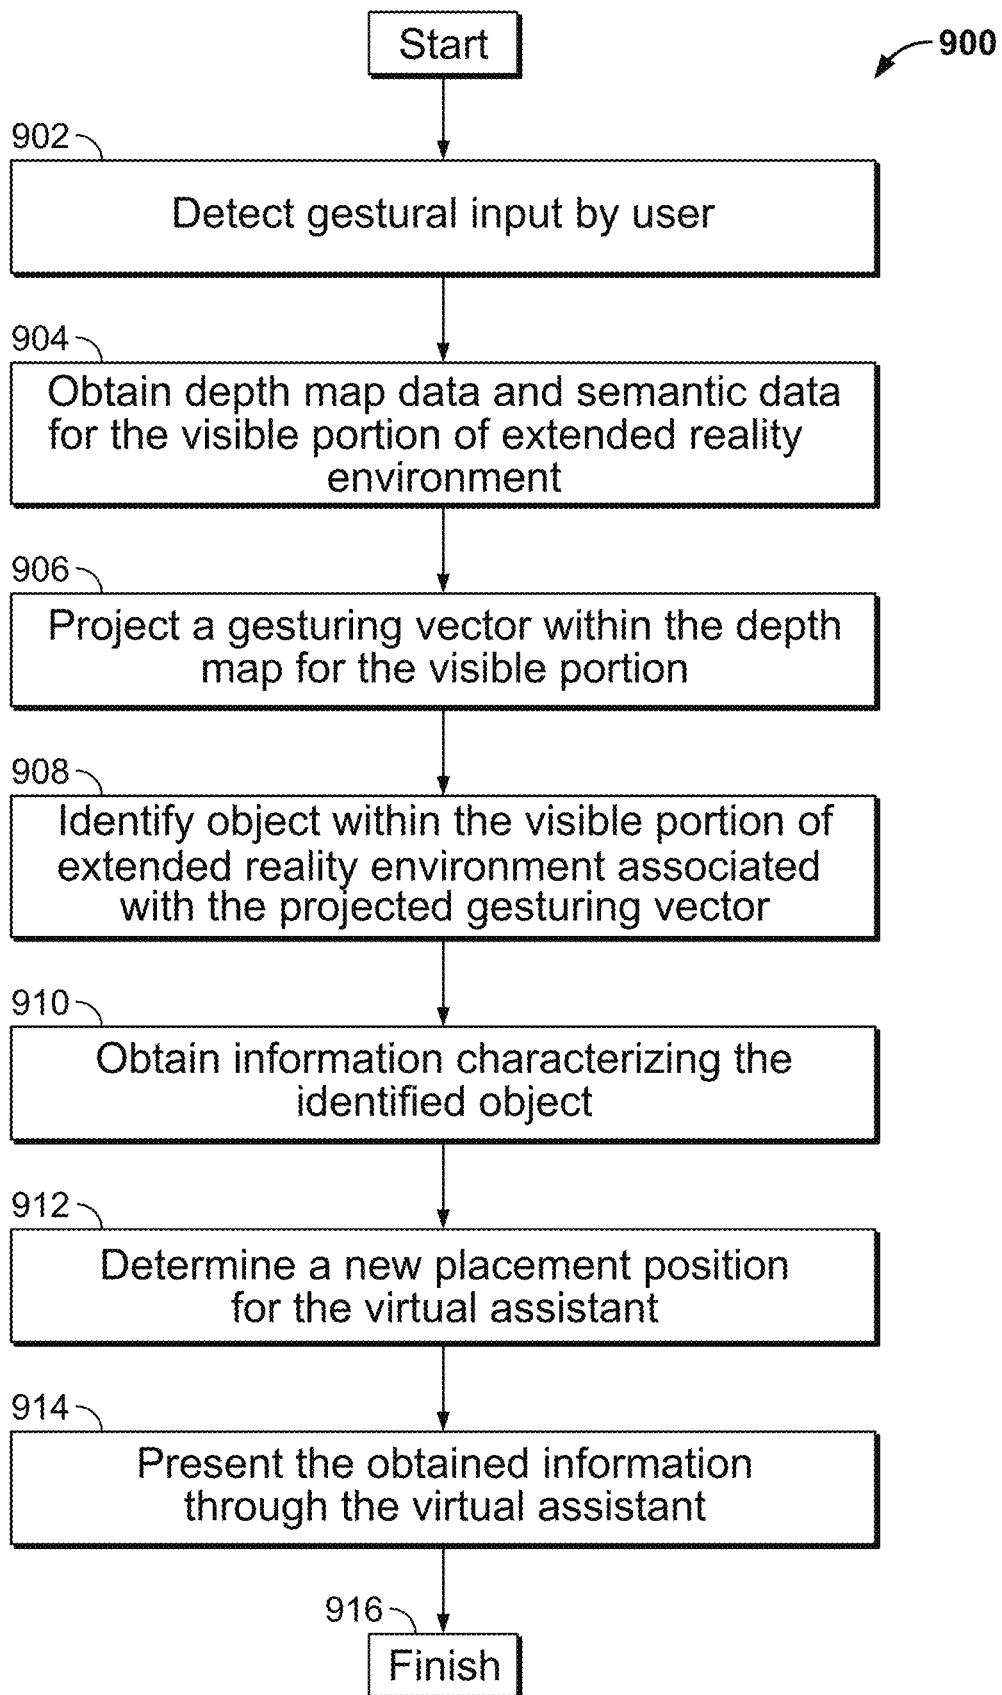 Start
900
902
Detect gestural input by user
904
Obtain depth map data and semantic data
for the visible portion of extended reality
environment
906
Project a gesturing vector within the depth
map for the visible portion
908
Identify object within the visible portion of
extended reality environment associated
with the projected gesturing vector
910
Obtain information characterizing the
identified object
912
Determine a new placement position
for the virtual assistant
914
Present the obtained information
through the virtual assistant
916
Finish